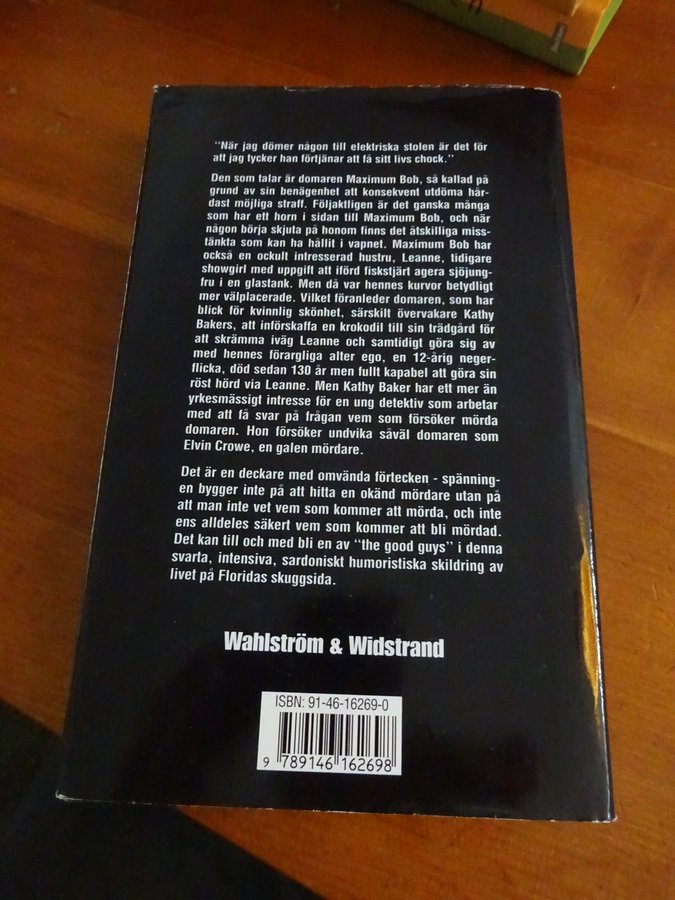 "När jag dömer någon till elektriska stolen är det för
att jag tycker han förtjänar att få sitt livs chock."
Den som talar är domaren Maximum Bob, så kallad på
grund av sin benägenhet att konsekvent utdöma hår-
dast möjliga straff. Följaktligen är det ganska många
som har ett horn i sidan till Maximum Bob, och när
någon börja skjuta på honom finns det åtskilliga miss-
tänkta som kan ha hållit i vapnet. Maximum Bob har
också en ockult intresserad hustru, Leanne, tidigare
showgirl med uppgift att iförd fiskstjärt agera sjöjung-
fru i en glastank. Men då var hennes kurvor betydligt
mer välplacerade. Vilket föranleder domaren, som har
blick för kvinnlig skönhet, särskilt övervakare Kathy
Bakers, att införskaffa en krokodil till sin trädgård för
att skrämma iväg Leanne och samtidigt göra sig av
med hennes förargliga alter ego, en 12-årig neger-
flicka, död sedan 130 år men fullt kapabel att göra sin
röst hörd via Leanne. Men Kathy Baker har ett mer än
yrkesmässigt intresse för en ung detektiv som arbetar
med att få svar på frågan vem som försöker mörda
domaren. Hon försöker undvika såväl domaren som
Elvin Crowe, en galen mördare.
Det är en deckare med omvända förtecken - spänning-
en bygger inte på att hitta en okänd mördare utan på
att man inte vet vem som kommer att mörda, och inte
ens alldeles säkert vem som kommer att bli mördad.
Det kan till och med bli en av "the good guys" i denna
svarta, intensiva, sardoniskt humoristiska skildring av
livet på Floridas skuggsida.
Wahlström & Widstrand
ISBN: 91-46-16269-0
9 789146 162698